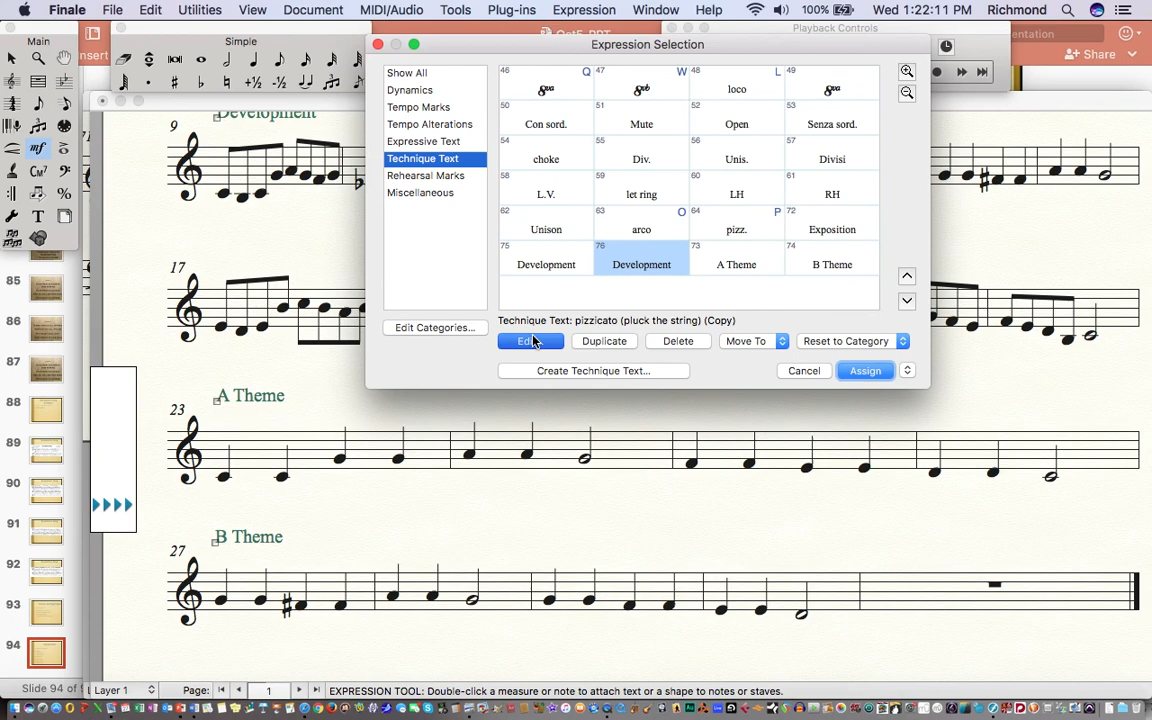 Finale File Edit Utilities View Document MIDI/Audio Tools Plug-ins Expression Window Help 100% Wed 1:22:11 PM Richmond
Main
Simple
Playback Controls
Share
Expression Selection
Show All
Dynamics
Tempo Marks
Tempo Alterations
Expressive Text
Technique Text
Rehearsal Marks
Miscellaneous
Edit Categories...
46 Q 47 W 48 L 49
8va 8vb loco 8va
50 51 52 53
Con sord. Mute Open Senza sord.
54 55 56 57
choke Div. Unis. Divisi
58 59 60 61
L.V. let ring LH RH
62 63 O 64 P 72
Unison arco pizz. Exposition
75 76 73 74
Development Development A Theme B Theme
Technique Text: pizzicato (pluck the string) (Copy)
Duplicate Delete Move To Reset to Category
Create Technique Text... Cancel Assign
Development
9
17
A Theme
23
B Theme
27
85
86
87
88
89
90
91
92
93
94
Slide 94 of
Layer 1 Page: 1 EXPRESSION TOOL: Double-click a measure or note to attach text or a shape to notes or staves.